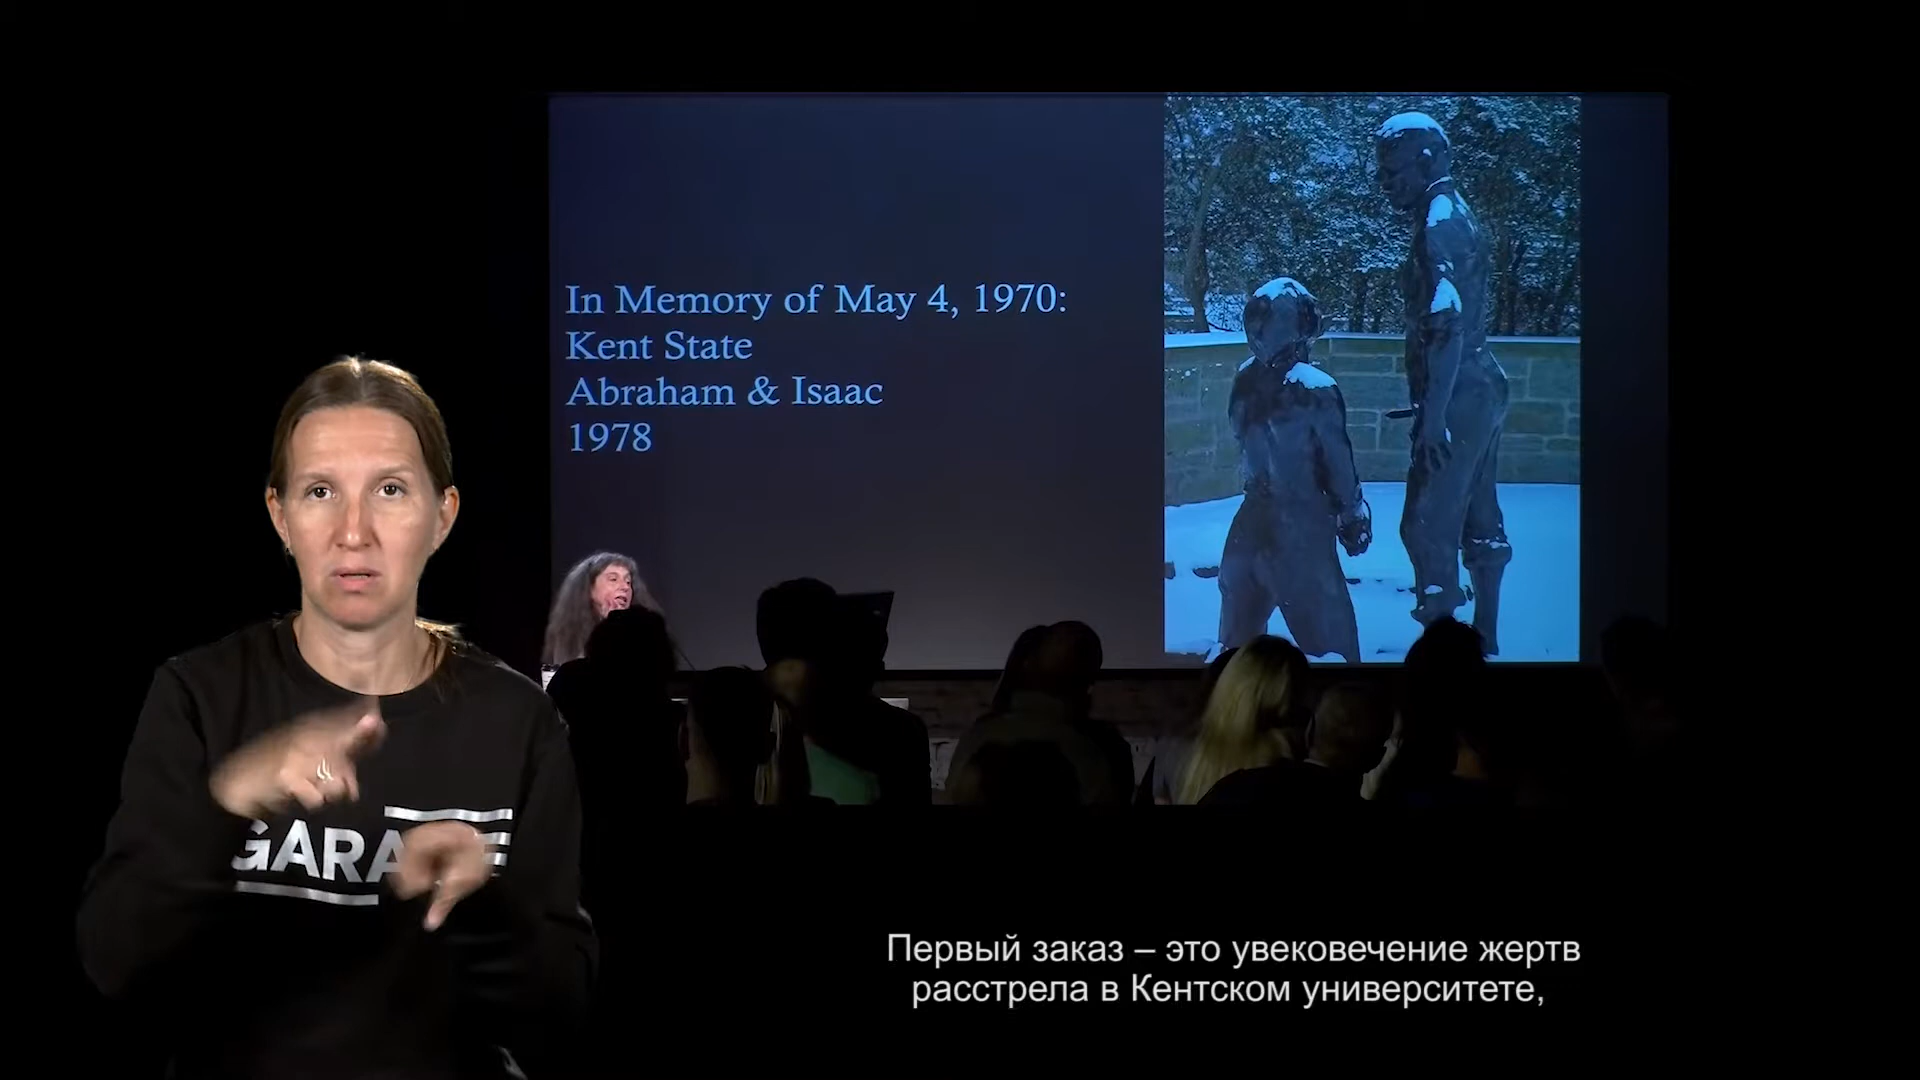 In Memory of May 4, 1970:
Kent State
Abraham & Isaac
1978
GARA E
Первый заказ – это увековечение жертв
расстрела в Кентском университете,